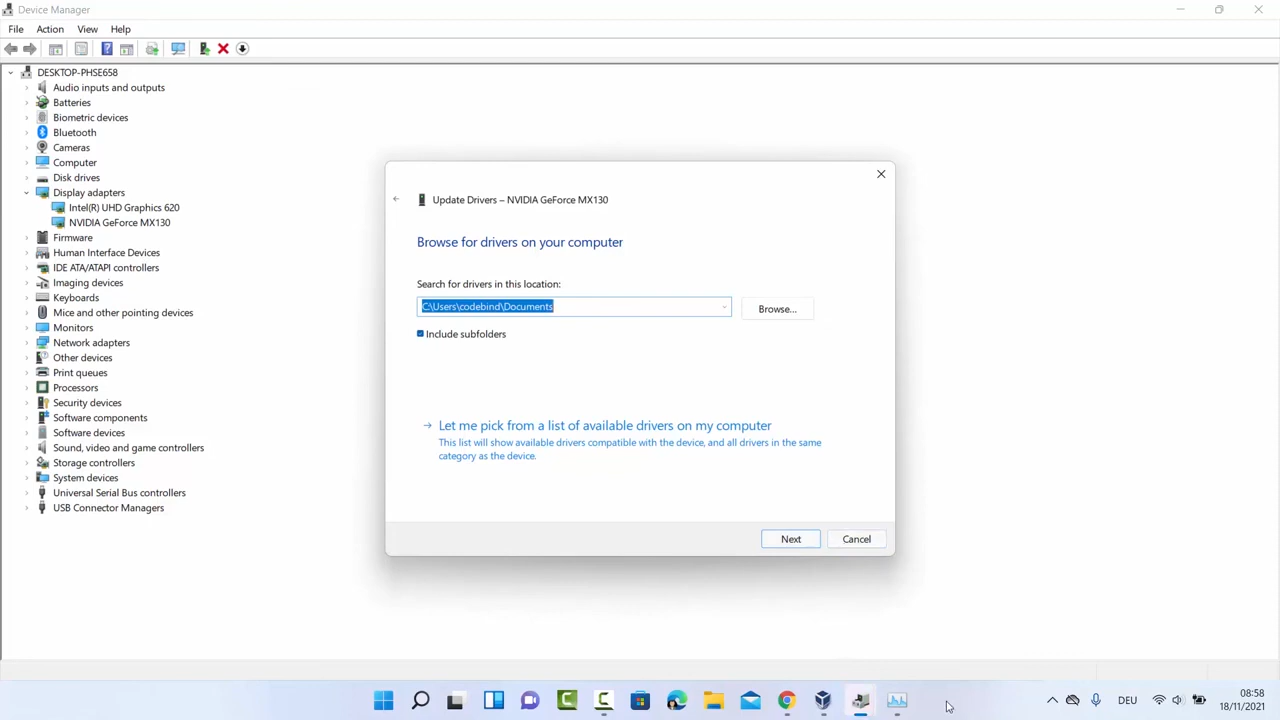 Device Manager
File Action View Help
DESKTOP-PHSE658
Audio inputs and outputs
Batteries
Biometric devices
Bluetooth
Cameras
Computer
Disk drives
Display adapters
Intel(R) UHD Graphics 620
NVIDIA GeForce MX130
Firmware
Human Interface Devices
IDE ATA/ATAPI controllers
Imaging devices
Keyboards
Mice and other pointing devices
Monitors
Network adapters
Other devices
Print queues
Processors
Security devices
Software components
Software devices
Sound, video and game controllers
Storage controllers
System devices
Universal Serial Bus controllers
USB Connector Managers
Update Drivers – NVIDIA GeForce MX130
Browse for drivers on your computer
Search for drivers in this location:
C:\Users\codebind\Documents
Browse...
Include subfolders
Let me pick from a list of available drivers on my computer
This list will show available drivers compatible with the device, and all drivers in the same
category as the device.
Next Cancel
DEU
08:58
18/11/2021